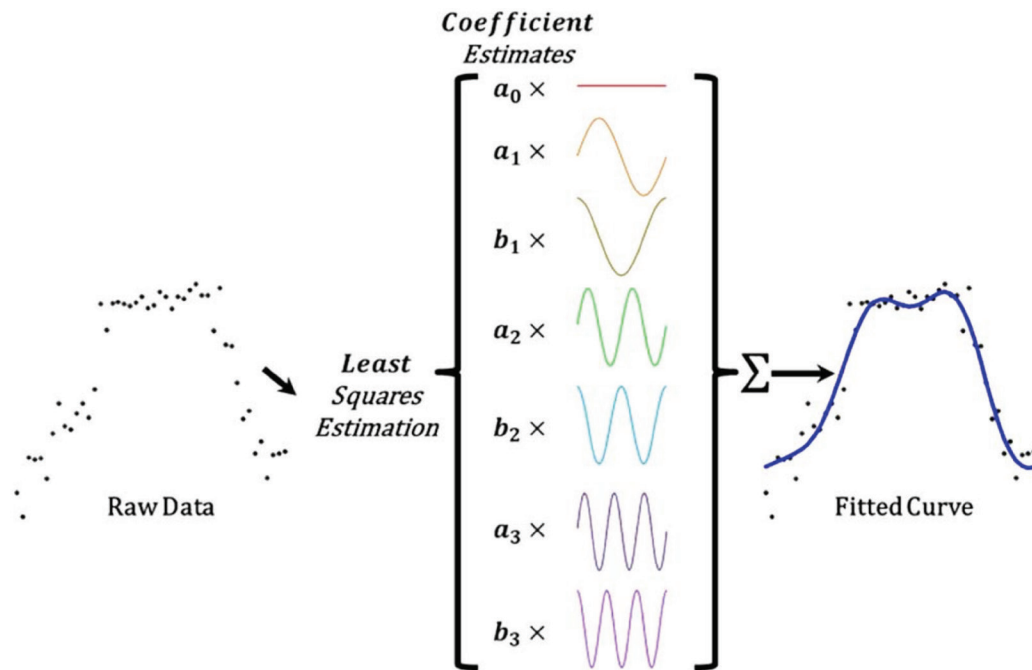 Coefficient
Estimates
a₀ ×
a₁ ×
b₁ ×
a₂ ×
Least
Squares
Estimation
∑
b₂ ×
Raw Data
Fitted Curve
a₃ ×
b₃ ×